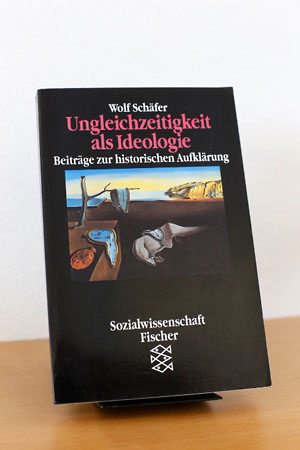 Wolf Schäfer
Ungleichzeitigkeit
als Ideologie
Beiträge zur historischen Aufklärung
Sozialwissenschaft
Fischer